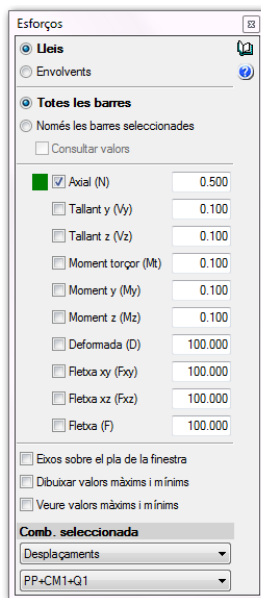 Esforços
Lleis
Envolvents
Totes les barres
Només les barres seleccionades
Consultar valors
Axial (N) 0.500
Tallant y (Vy) 0.100
Tallant z (Vz) 0.100
Moment torçor (Mt) 0.100
Moment y (My) 0.100
Moment z (Mz) 0.100
Deformada (D) 100.000
Fletxa xy (Fxy) 100.000
Fletxa xz (Fxz) 100.000
Fletxa (F) 100.000
Eixos sobre el pla de la finestra
Dibuixar valors màxims i mínims
Veure valors màxims i mínims
Comb. seleccionada
Desplaçaments
PP+CM1+Q1